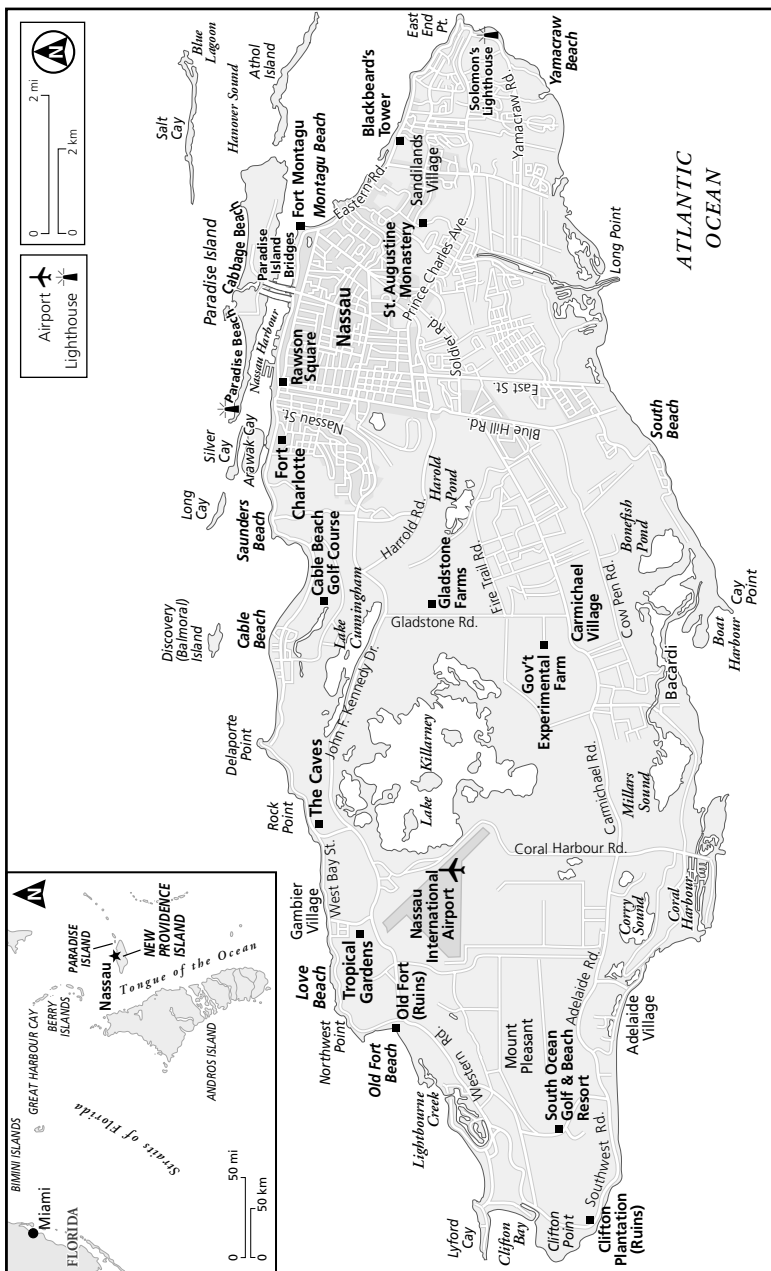 BIMINI ISLANDS
GREAT HARBOUR CAY
BERRY
ISLANDS
PARADISE
ISLAND
Nassau
NEW
PROVIDENCE
ISLAND
N
Miami
FLORIDA
Straits of Florida
Tongue of the Ocean
ANDROS ISLAND
0
50 mi
0
50 km
Airport
Lighthouse
0
2 mi
0
2 km
N
Delaporte
Point
Rock
Point
Gambier
Village
Love
Beach
Northwest
Point
Old Fort
Beach
Lightbourne
Creek
Lyford
Cay
Clifton
Bay
Clifton
Point
Clifton
Plantation
(Ruins)
Discovery
(Balmoral)
Island
Cable
Beach
Saunders
Beach
Long
Cay
Silver
Cay
Arawak Cay
Paradise Beach
Paradise Island
Cabbage Beach
Nassau Harbour
Paradise
Island
Bridges
Salt
Cay
Blue
Lagoon
Hanover Sound
Athol
Island
Fort Montagu
Montagu Beach
Eastern Rd.
Blackbeard's
Tower
East
End
Pt.
Solomon's
Lighthouse
Yamacraw
Beach
Yamacraw Rd.
Sandilands
Village
St. Augustine
Monastery
Prince Charles Ave.
Soldier Rd.
Nassau
Rawson
Square
Nassau St.
Fort
Charlotte
East St.
Blue Hill Rd.
Cable Beach
Golf Course
Lake
Cunningham
Harrold Rd.
Harold
Pond
Gladstone
Farms
Gladstone Rd.
Fire Trail Rd.
John F. Kennedy Dr.
The Caves
West Bay St.
Lake Killarney
Tropical
Gardens
Old Fort
(Ruins)
Nassau
International
Airport
Western Rd.
Mount
Pleasant
South Ocean
Golf & Beach
Resort
Southwest Rd.
Adelaide Rd.
Adelaide
Village
Corry
Sound
Coral
Harbour
Coral Harbour Rd.
Carmichael Rd.
Millars
Sound
Gov't
Experimental
Farm
Carmichael
Village
Cow Pen Rd.
Bacardi
Bonefish
Pond
Boat
Harbour
Cay
Point
South
Beach
Long Point
ATLANTIC
OCEAN